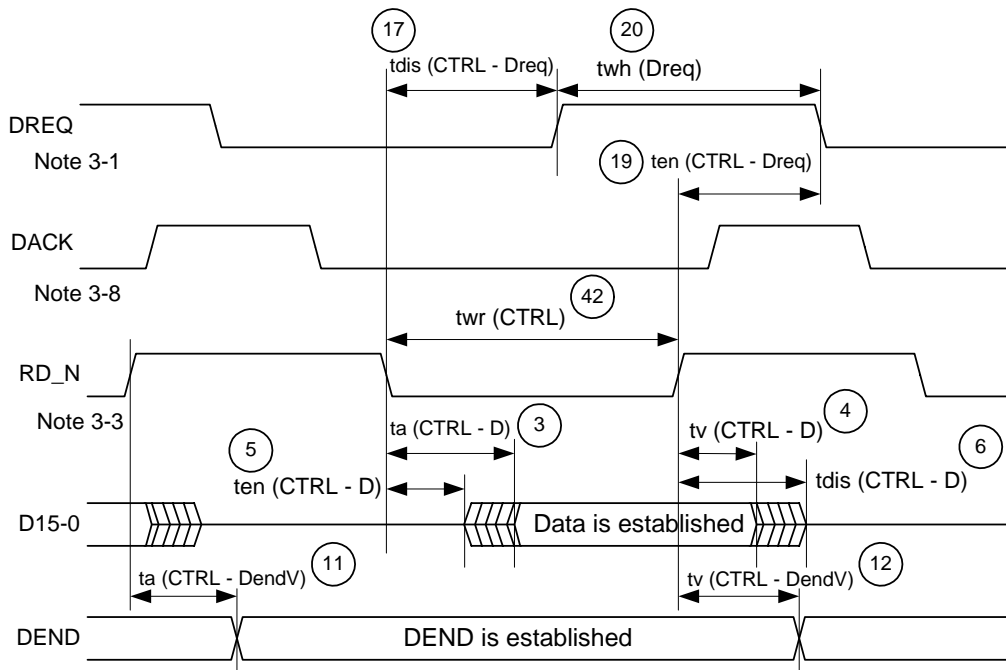 17
20
tdis (CTRL - Dreq)
twh (Dreq)
DREQ
Note 3-1
19
ten (CTRL - Dreq)
DACK
Note 3-8
42
twr (CTRL)
RD_N
Note 3-3
ta (CTRL - D)
3
4
tv (CTRL - D)
5
6
ten (CTRL - D)
tdis (CTRL - D)
D15-0
Data is established
11
12
ta (CTRL - DendV)
tv (CTRL - DendV)
DEND
DEND is established